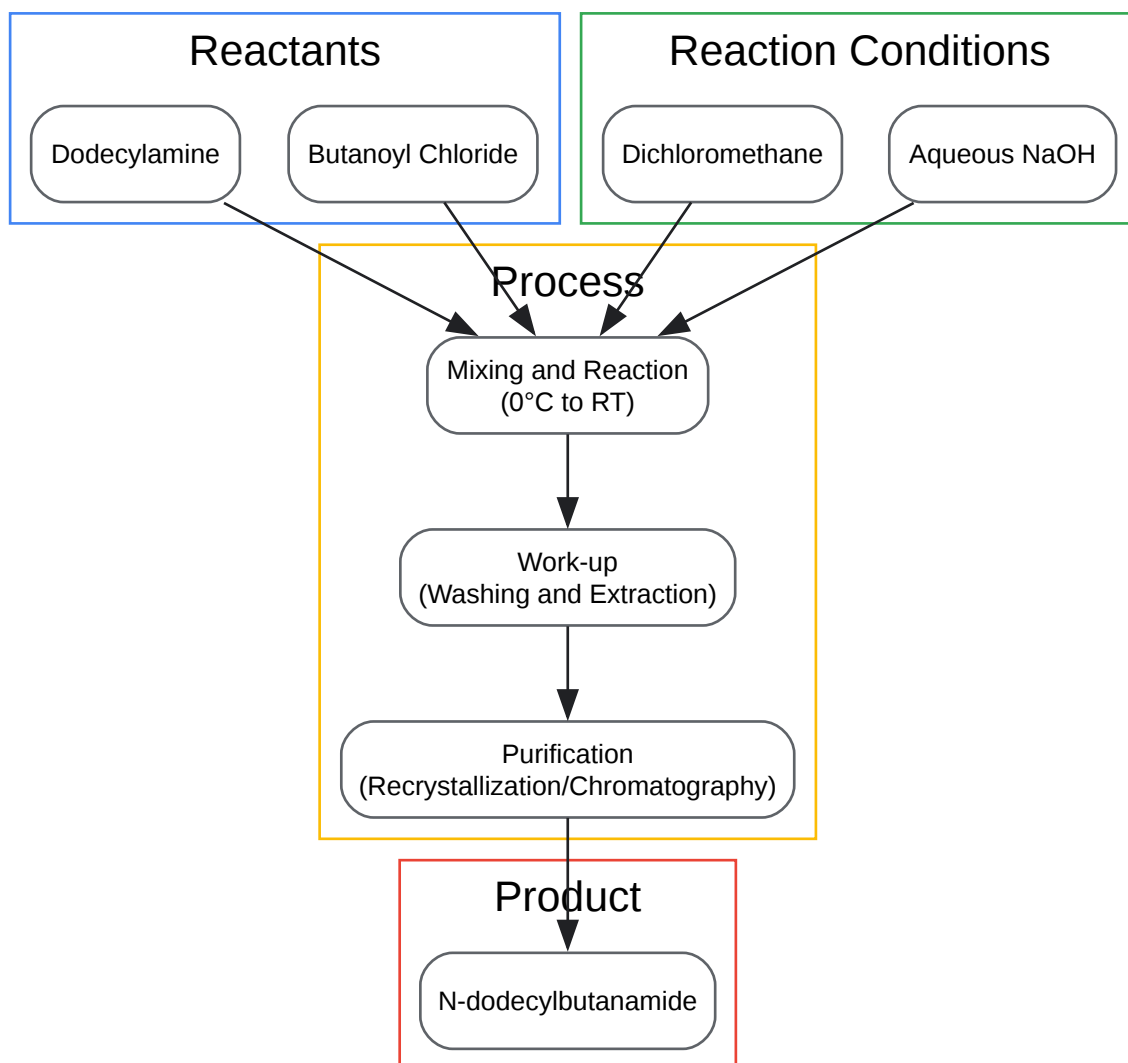 Reactants
Reaction Conditions
Dodecylamine
Butanoyl Chloride
Dichloromethane
Aqueous NaOH
Process
Mixing and Reaction
(0°C to RT)
Work-up
(Washing and Extraction)
Purification
(Recrystallization/Chromatography)
Product
N-dodecylbutanamide